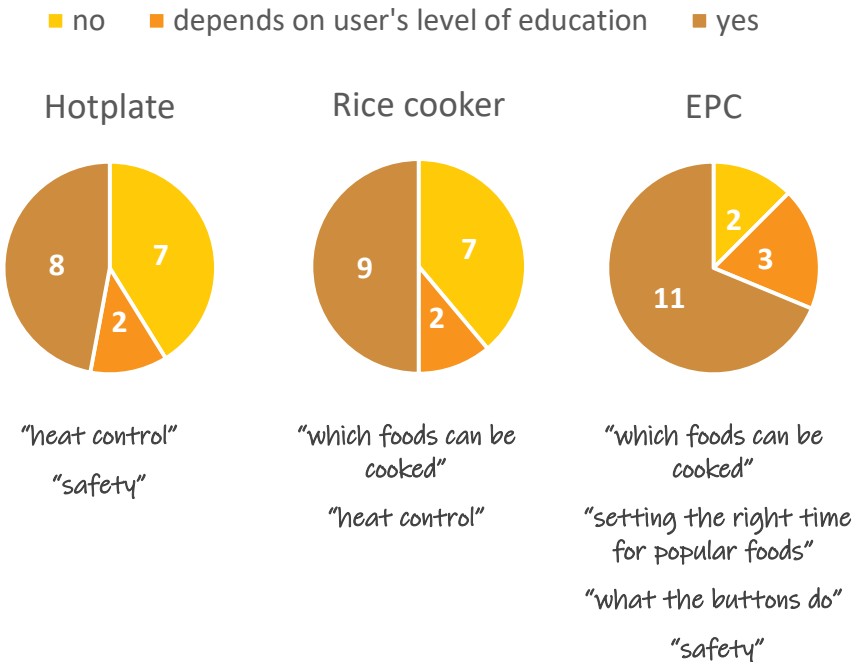 no depends on user's level of education yes
Hotplate Rice cooker EPC
8 7 2
9 7 2
2 3 11
“heat control”
“safety”
“which foods can be
cooked”
“heat control”
“which foods can be
cooked”
“setting the right time
for popular foods”
“what the buttons do”
“safety”